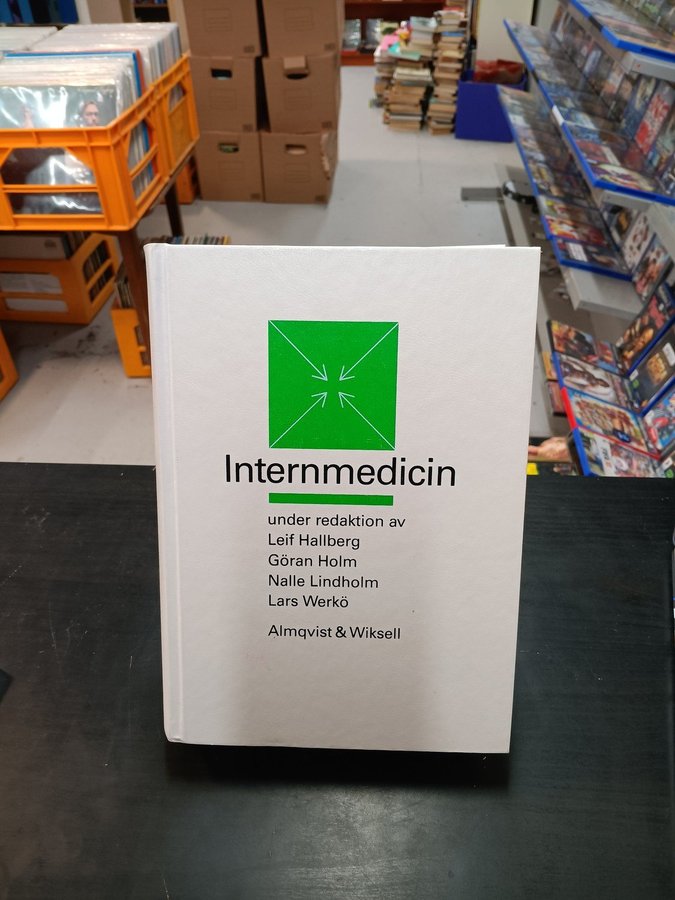 Internmedicin
under redaktion av
Leif Hallberg
Göran Holm
Nalle Lindholm
Lars Werkö
Almqvist & Wiksell